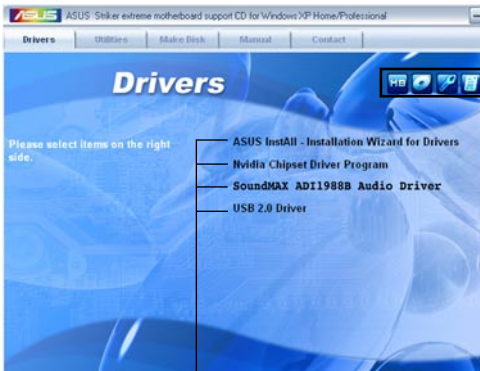 ASUS ASUS Striker extreme motherboard support CD for Windows XP Home/Professional
Drivers Utilities Make Disk Manual Contact
Drivers
Please select items on the right
side.
ASUS InstAll - Installation Wizard for Drivers
Nvidia Chipset Driver Program
SoundMAX ADI1988B Audio Driver
USB 2.0 Driver